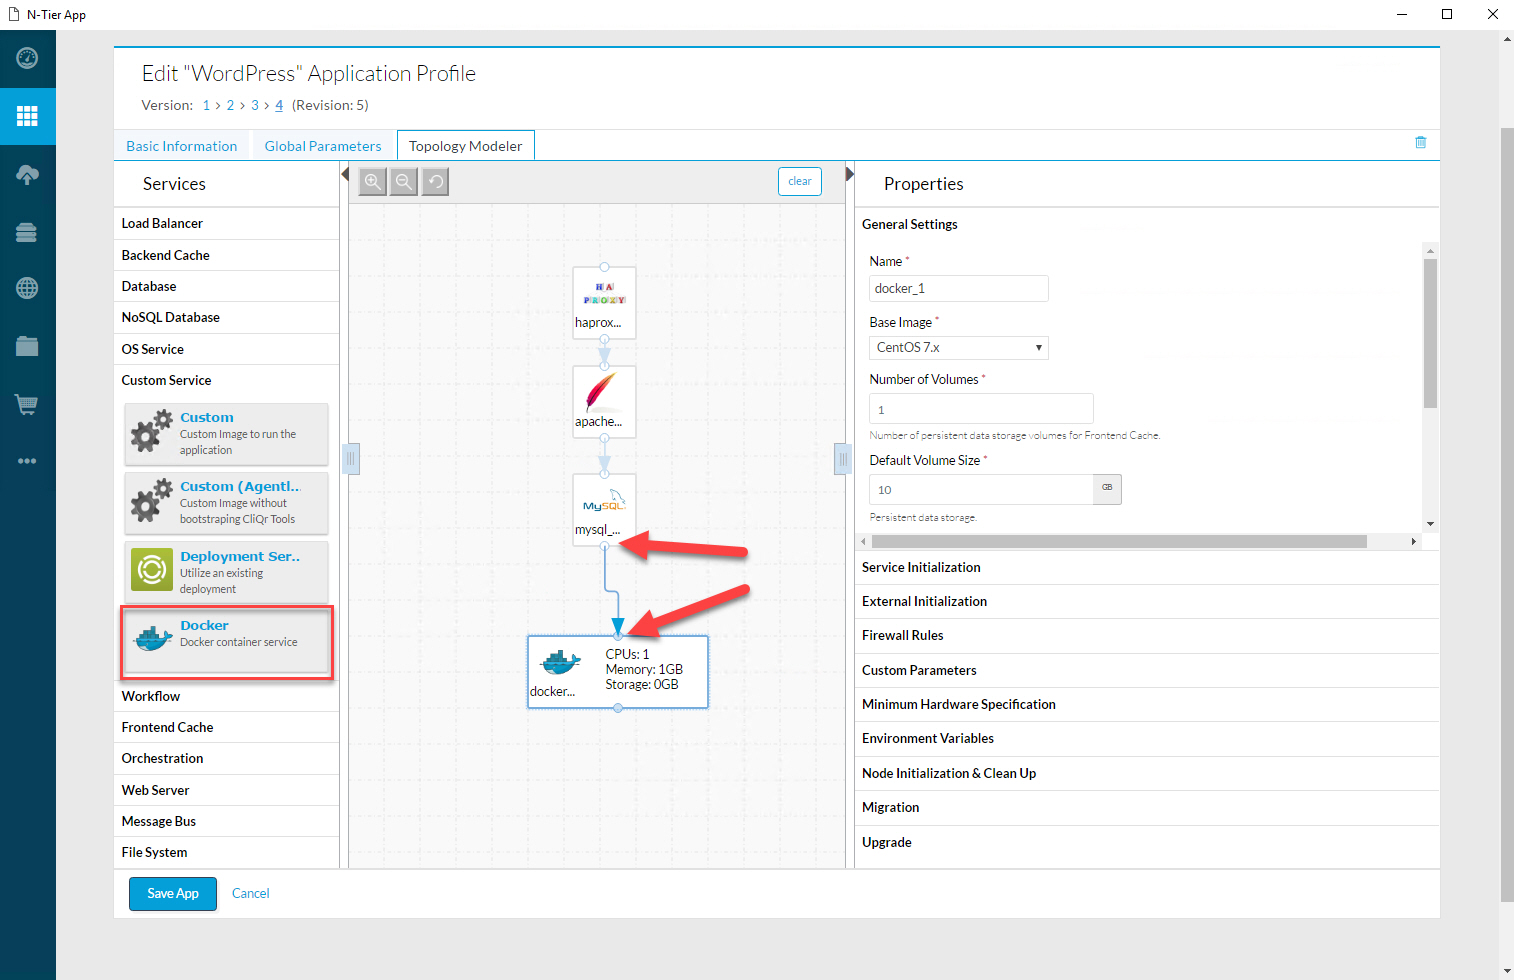 N-Tier App
Edit "WordPress" Application Profile
Version: 1 > 2 > 3 > 4 (Revision: 5)
Basic Information
Global Parameters
Topology Modeler
Services
Load Balancer
Backend Cache
Database
NoSQL Database
OS Service
Custom Service
Custom
Custom Image to run the
application
Custom (Agentl...
Custom Image without
bootstraping CliQr Tools
Deployment Ser..
Utilize an existing
deployment
Docker
Docker container service
Workflow
Frontend Cache
Orchestration
Web Server
Message Bus
File System
clear
HA
PROXY
haprox...
apache...
MySQL
mysql_...
docker...
CPUs: 1
Memory: 1GB
Storage: 0GB
Properties
General Settings
Name *
docker_1
Base Image *
CentOS 7.x
Number of Volumes *
1
Number of persistent data storage volumes for Frontend Cache.
Default Volume Size *
10
GB
Persistent data storage.
Service Initialization
External Initialization
Firewall Rules
Custom Parameters
Minimum Hardware Specification
Environment Variables
Node Initialization & Clean Up
Migration
Upgrade
Save App
Cancel